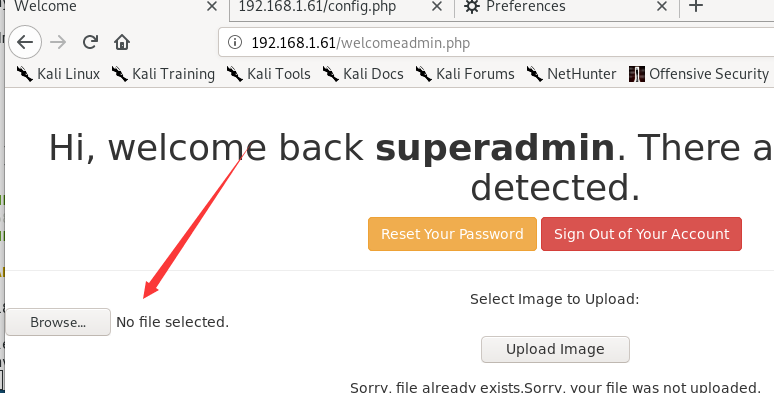 Welcome
192.168.1.61/config.php
Preferences
192.168.1.61/welcomeadmin.php
Kali Linux Kali Training Kali Tools Kali Docs Kali Forums NetHunter Offensive Security
Hi, welcome back superadmin. There a
detected.
Reset Your Password Sign Out of Your Account
Select Image to Upload:
Browse... No file selected.
Upload Image
Sorry, file already exists.Sorry, your file was not uploaded.